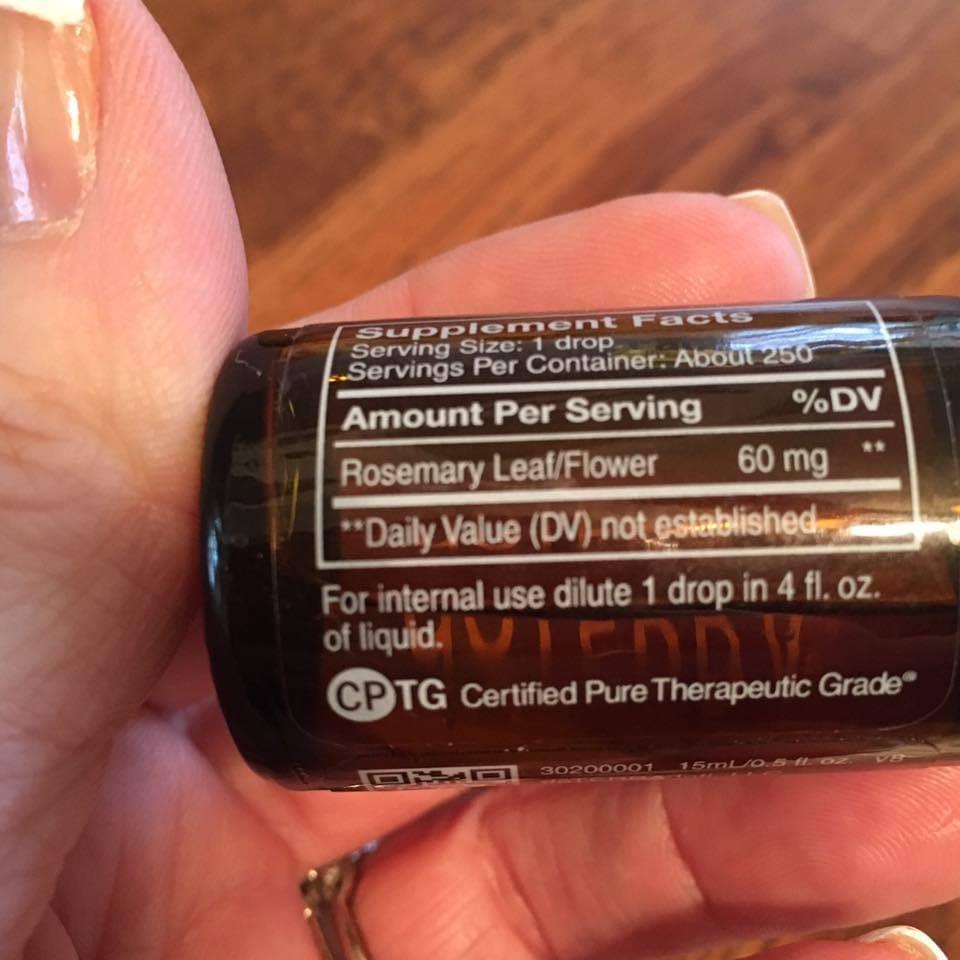 Supplement Facts
Serving Size: 1 drop
Servings Per Container: About 250
Amount Per Serving %DV
Rosemary Leaf/Flower 60 mg **
**Daily Value (DV) not established.
For internal use dilute 1 drop in 4 fl. oz.
of liquid.
CPTG Certified Pure Therapeutic Grade®
30200001 15mL/0.5 fl. oz. V8